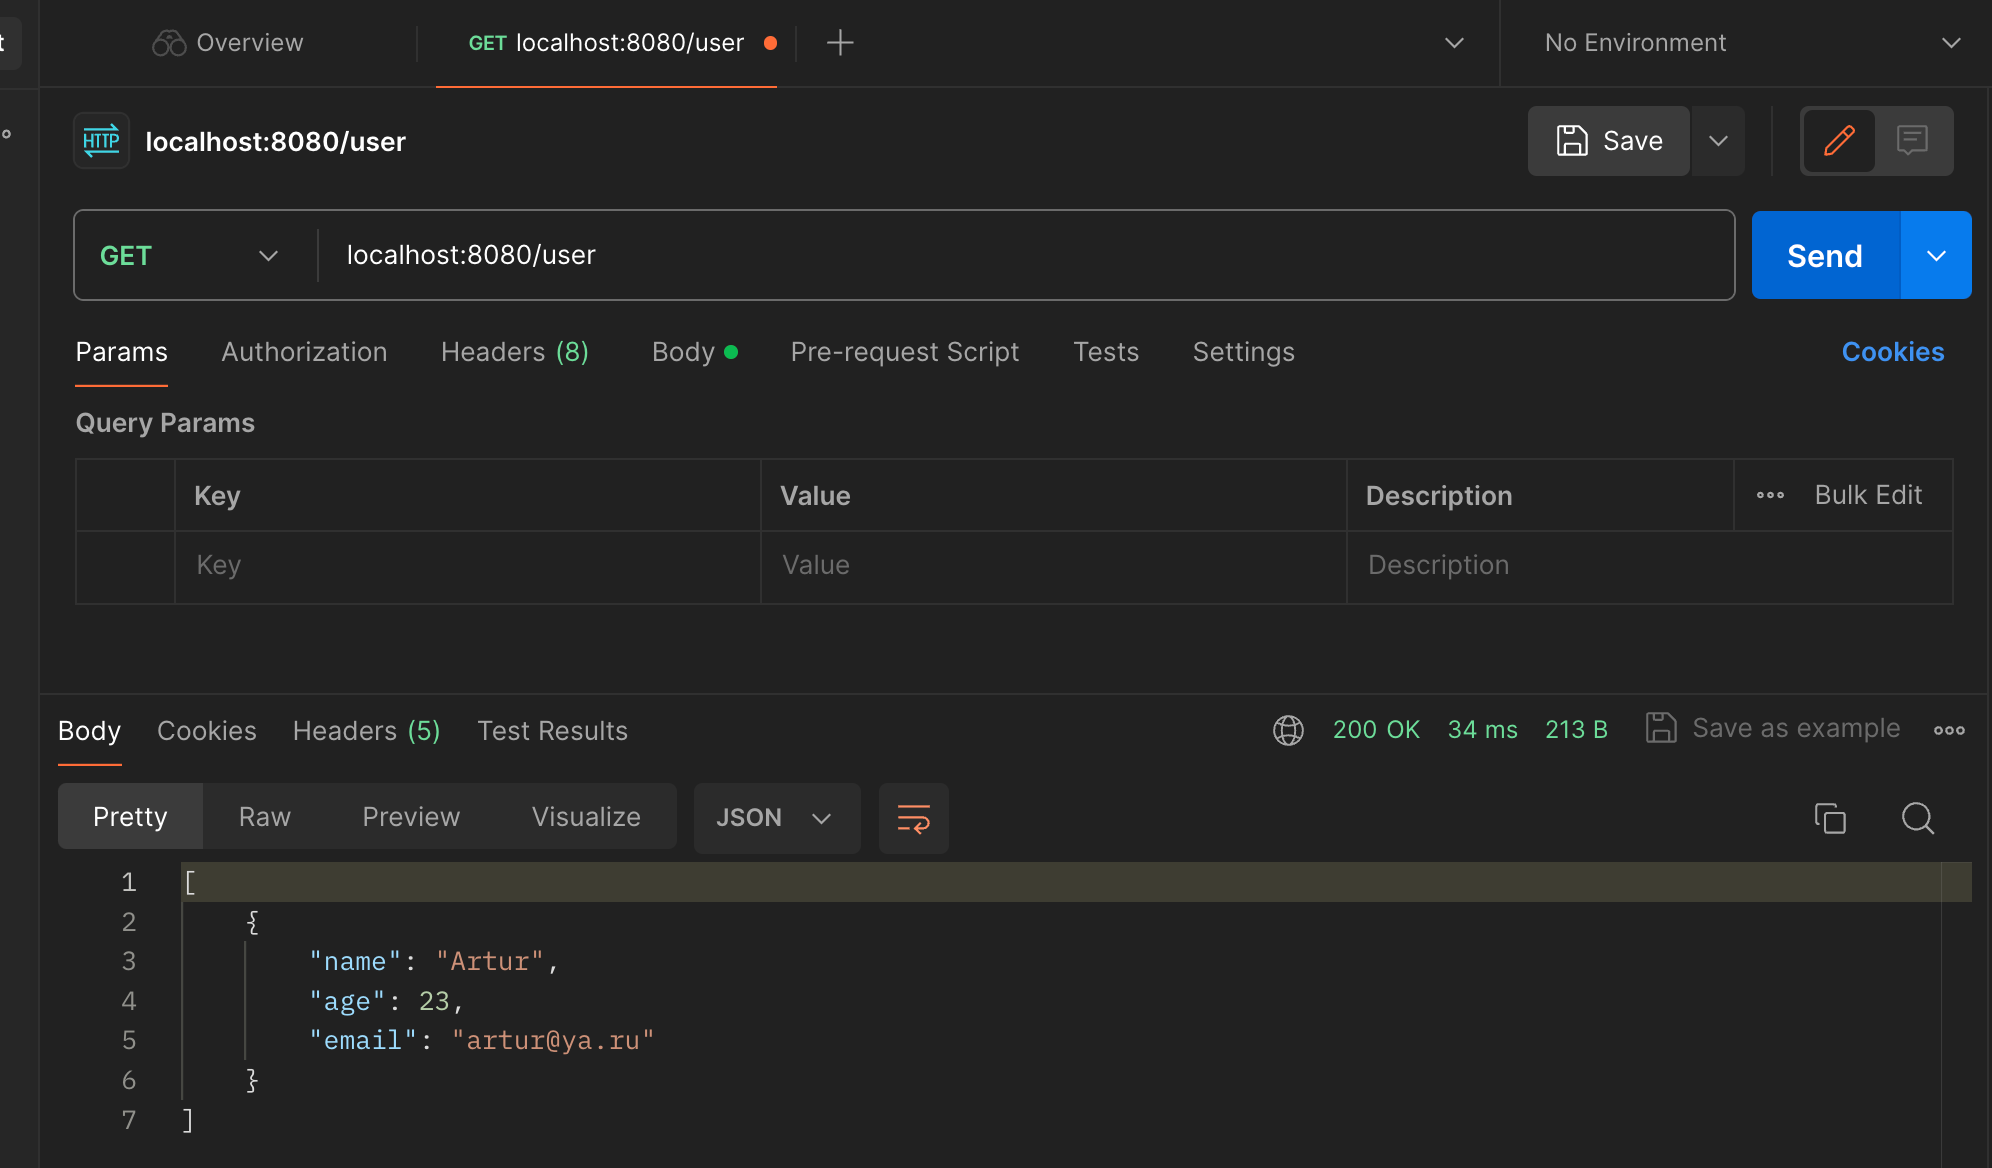 t
Overview
GET localhost:8080/user
No Environment
HTTP localhost:8080/user
Save
GET localhost:8080/user
Send
Params Authorization Headers (8) Body Pre-request Script Tests Settings Cookies
Query Params
Key Value Description Bulk Edit
Key Value Description
Body Cookies Headers (5) Test Results 200 OK 34 ms 213 B Save as example
Pretty Raw Preview Visualize JSON
1 [
2 {
3 "name": "Artur",
4 "age": 23,
5 "email": "artur@ya.ru"
6 }
7 ]